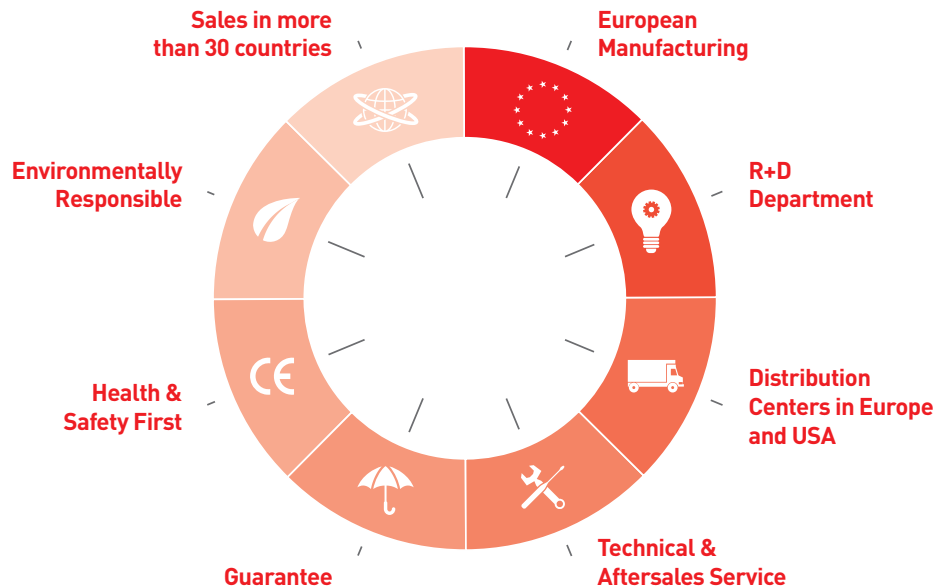 Sales in more
than 30 countries
European
Manufacturing
Environmentally
Responsible
R+D
Department
CE
Health &
Safety First
Distribution
Centers in Europe
and USA
Guarantee
Technical &
Aftersales Service